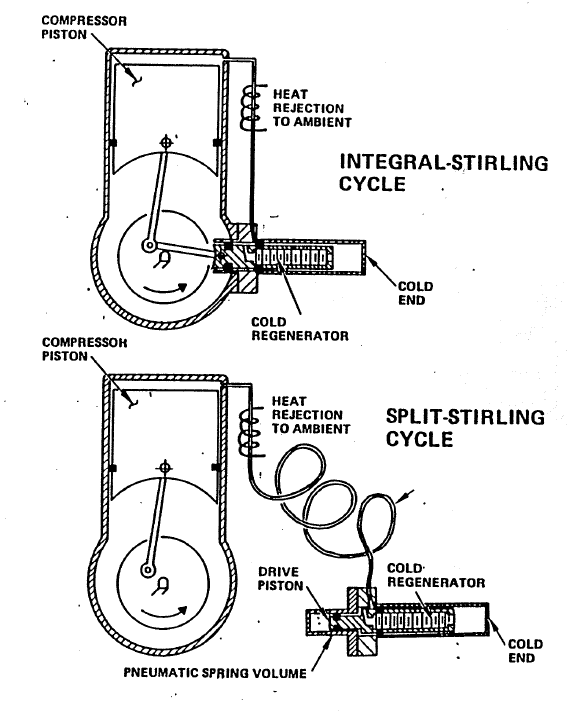 COMPRESSOR
PISTON
HEAT
REJECTION
TO AMBIENT
INTEGRAL-STIRLING
CYCLE
COLD
END
COLD
REGENERATOR
COMPRESSOR
PISTON
HEAT
REJECTION
TO AMBIENT
SPLIT-STIRLING
CYCLE
DRIVE
PISTON
COLD
REGENERATOR
COLD
END
PNEUMATIC SPRING VOLUME